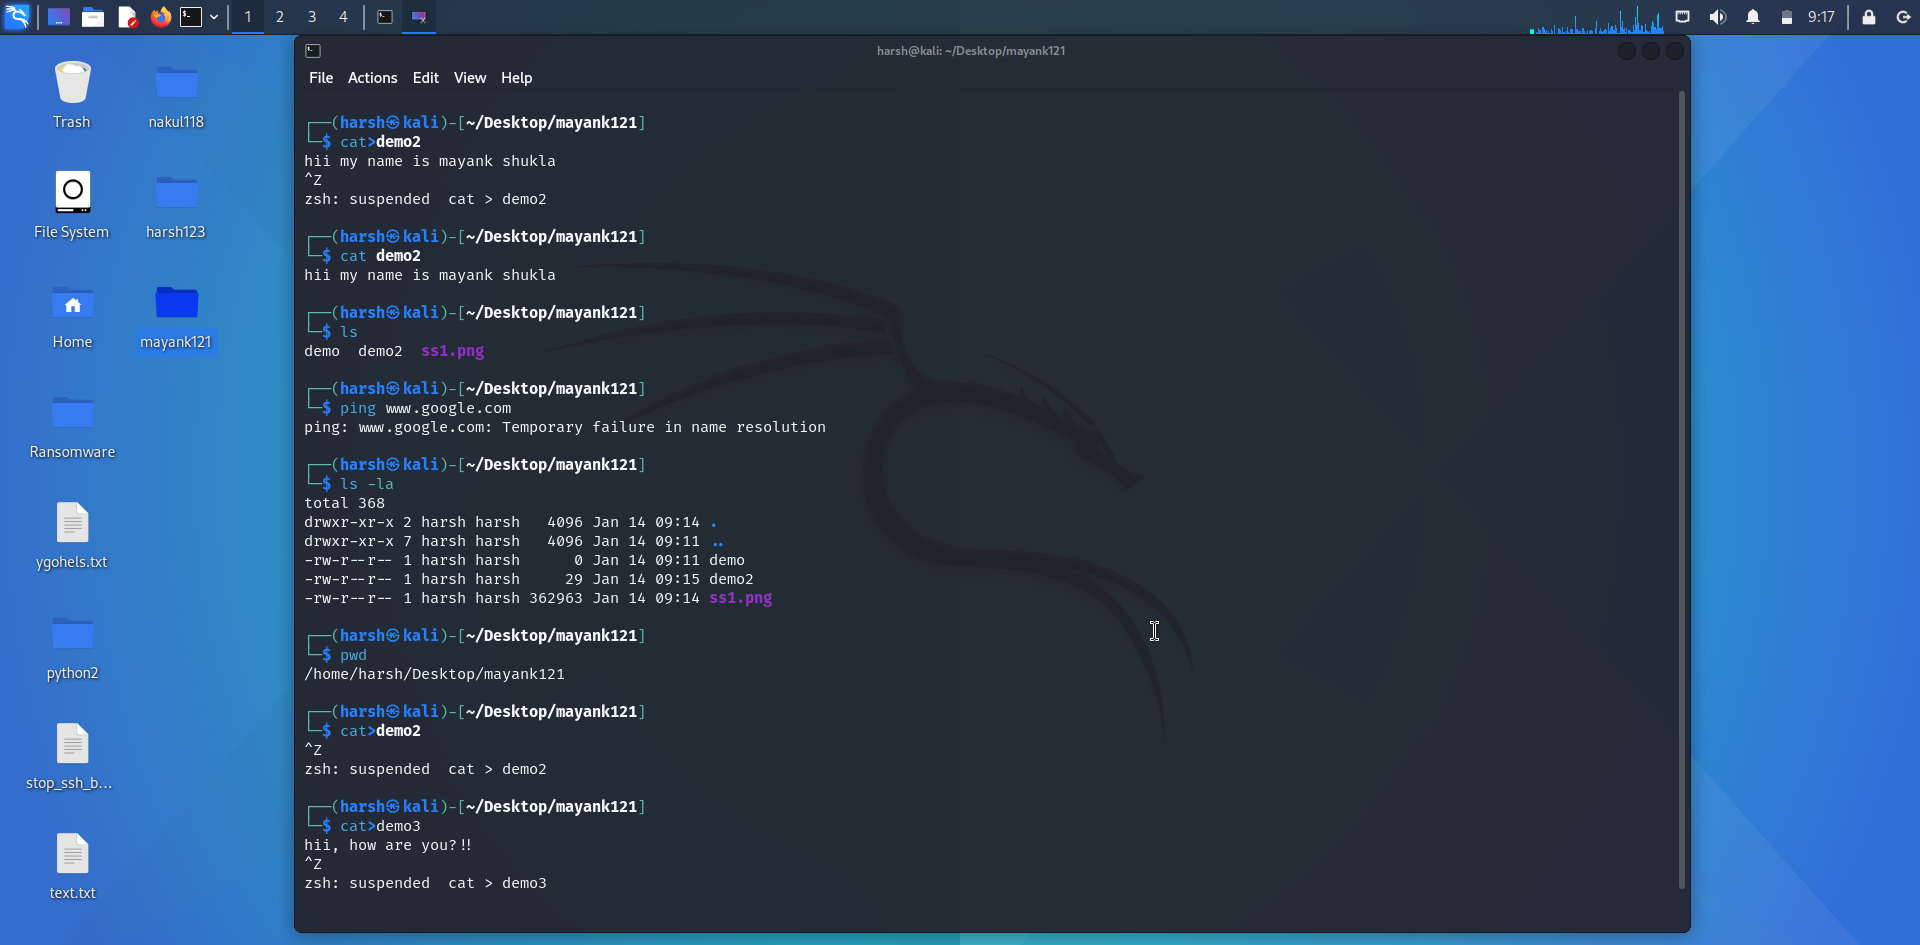 1 2 3 4 9:17
harsh@kali: ~/Desktop/mayank121
File Actions Edit View Help
Trash
nakul118
File System
harsh123
Home
mayank121
Ransomware
ygohels.txt
python2
stop_ssh_b...
text.txt
┌──(harsh㉿kali)-[~/Desktop/mayank121]
└─$ cat>demo2
hii my name is mayank shukla
^Z
zsh: suspended  cat > demo2
┌──(harsh㉿kali)-[~/Desktop/mayank121]
└─$ cat demo2
hii my name is mayank shukla
┌──(harsh㉿kali)-[~/Desktop/mayank121]
└─$ ls
demo  demo2  ss1.png
┌──(harsh㉿kali)-[~/Desktop/mayank121]
└─$ ping www.google.com
ping: www.google.com: Temporary failure in name resolution
┌──(harsh㉿kali)-[~/Desktop/mayank121]
└─$ ls -la
total 368
drwxr-xr-x 2 harsh harsh   4096 Jan 14 09:14 .
drwxr-xr-x 7 harsh harsh   4096 Jan 14 09:11 ..
-rw-r--r-- 1 harsh harsh      0 Jan 14 09:11 demo
-rw-r--r-- 1 harsh harsh     29 Jan 14 09:15 demo2
-rw-r--r-- 1 harsh harsh 362963 Jan 14 09:14 ss1.png
┌──(harsh㉿kali)-[~/Desktop/mayank121]
└─$ pwd
/home/harsh/Desktop/mayank121
┌──(harsh㉿kali)-[~/Desktop/mayank121]
└─$ cat>demo2
^Z
zsh: suspended  cat > demo2
┌──(harsh㉿kali)-[~/Desktop/mayank121]
└─$ cat>demo3
hii, how are you?!!
^Z
zsh: suspended  cat > demo3